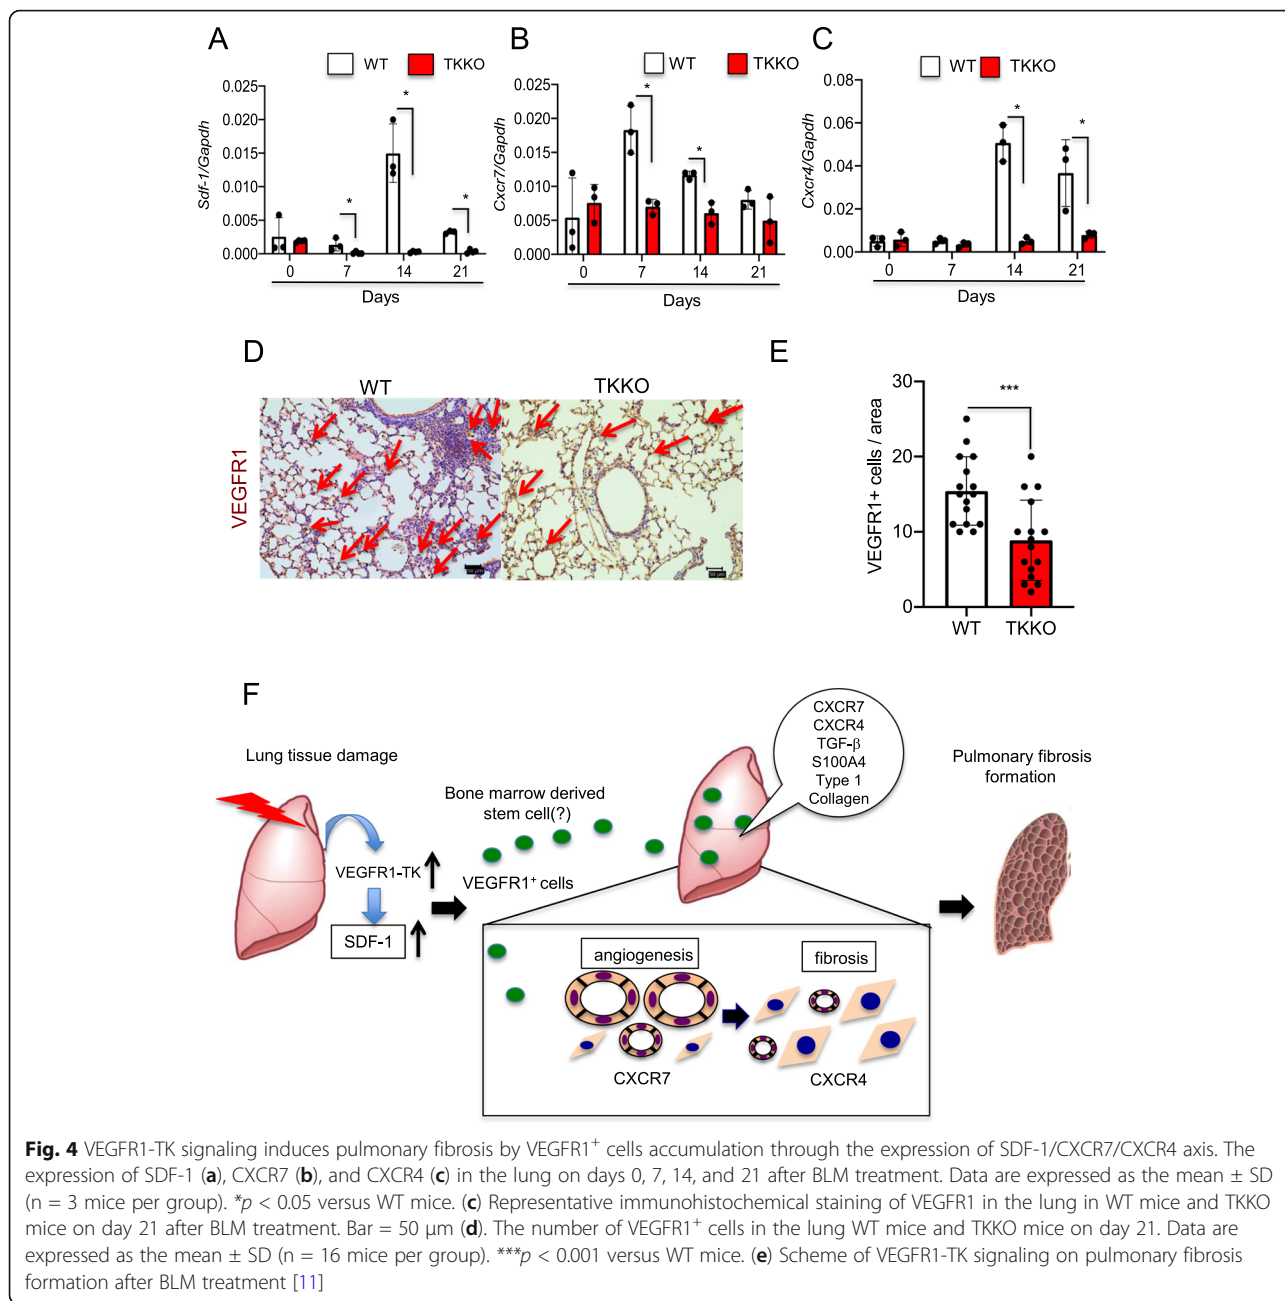 A
WT TKKO
Sdf-1/Gapdh
0.025
0.020
0.015
0.010
0.005
0.000
*
*
*
0 7 14 21
Days
B
WT TKKO
Cxcr7/Gapdh
0.025
0.020
0.015
0.010
0.005
0.000
*
*
0 7 14 21
Days
C
WT TKKO
Cxcr4/Gapdh
0.08
0.06
0.04
0.02
0.00
*
*
0 7 14 21
Days
D
WT TKKO
VEGFR1
50 µm
50 µm
E
VEGFR1+ cells / area
30
20
10
0
***
WT TKKO
F
Lung tissue damage
VEGFR1-TK
SDF-1
Bone marrow derived
stem cell(?)
VEGFR1+ cells
CXCR7
CXCR4
TGF-β
S100A4
Type 1
Collagen
Pulmonary fibrosis
formation
angiogenesis
fibrosis
CXCR7
CXCR4
Fig. 4 VEGFR1-TK signaling induces pulmonary fibrosis by VEGFR1+ cells accumulation through the expression of SDF-1/CXCR7/CXCR4 axis. The
expression of SDF-1 (a), CXCR7 (b), and CXCR4 (c) in the lung on days 0, 7, 14, and 21 after BLM treatment. Data are expressed as the mean ± SD
(n = 3 mice per group). *p < 0.05 versus WT mice. (c) Representative immunohistochemical staining of VEGFR1 in the lung in WT mice and TKKO
mice on day 21 after BLM treatment. Bar = 50 μm (d). The number of VEGFR1+ cells in the lung WT mice and TKKO mice on day 21. Data are
expressed as the mean ± SD (n = 16 mice per group). ***p < 0.001 versus WT mice. (e) Scheme of VEGFR1-TK signaling on pulmonary fibrosis
formation after BLM treatment [11]